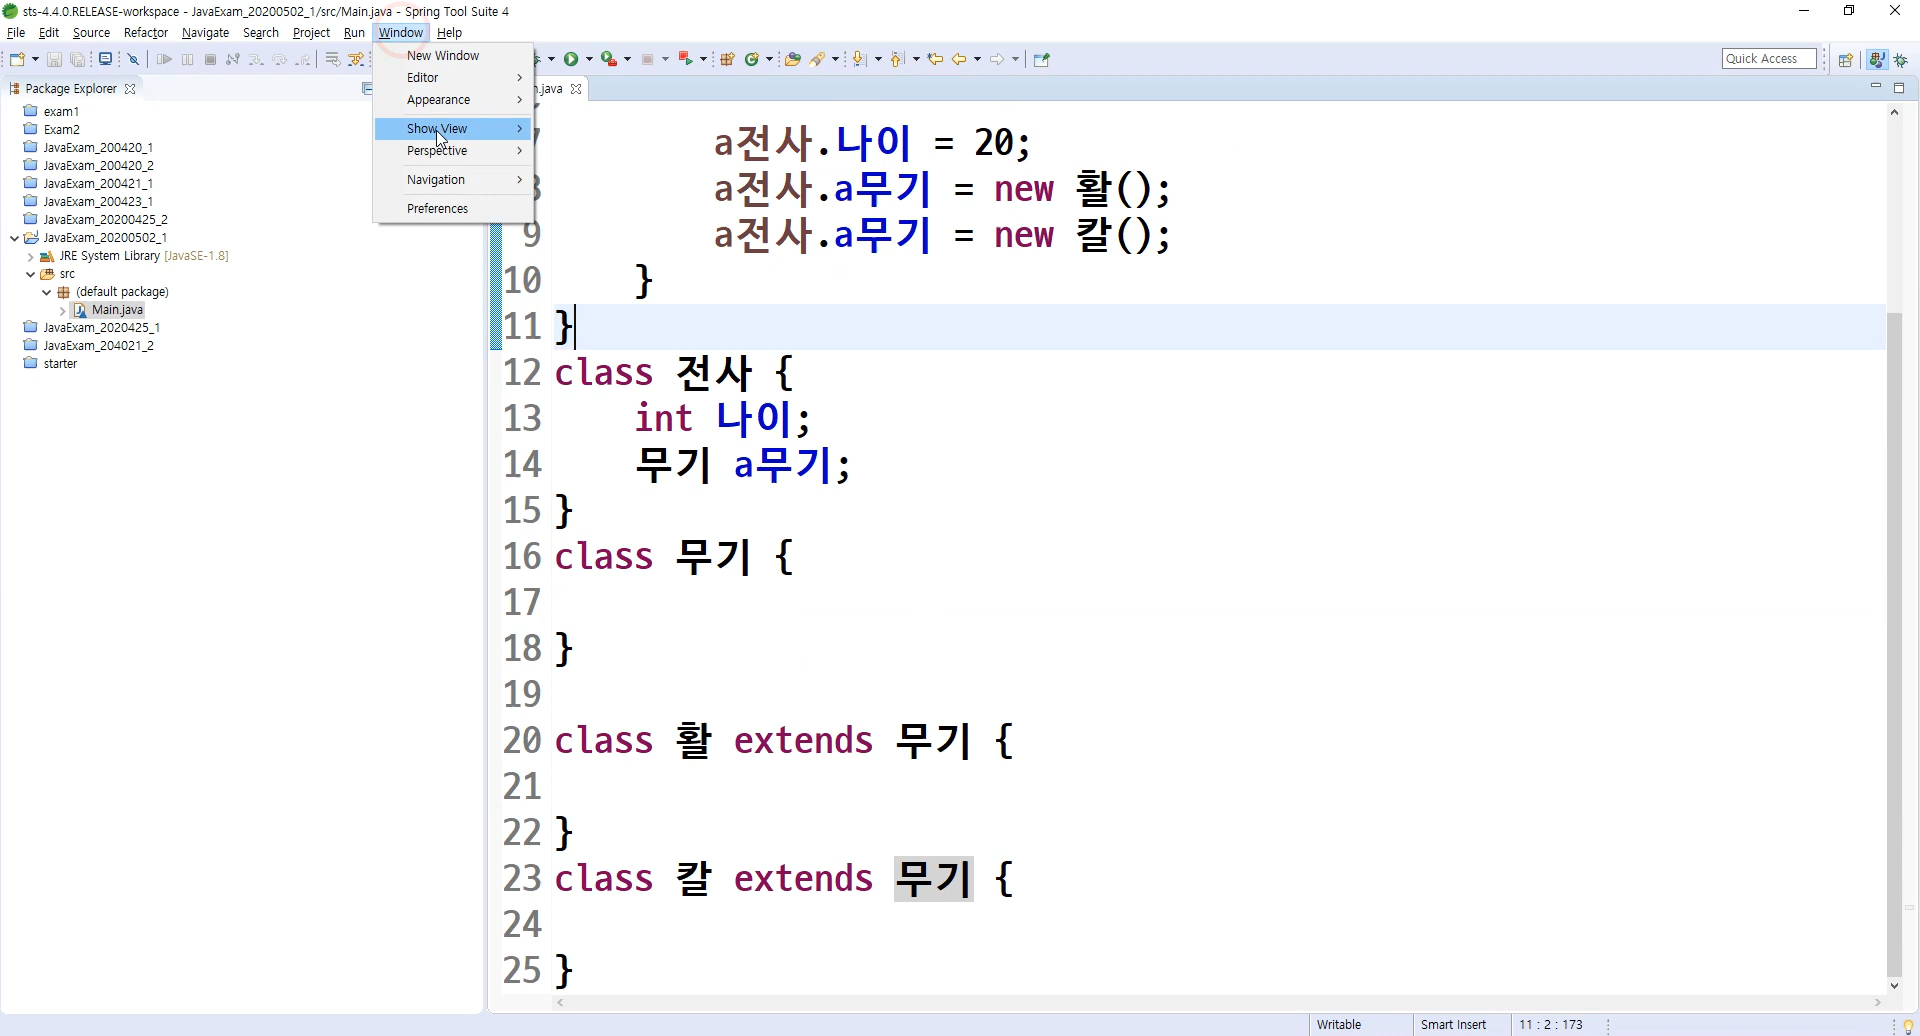 sts-4.4.0.RELEASE-workspace - JavaExam_20200502_1/src/Main.java - Spring Tool Suite 4
File Edit Source Refactor Navigate Search Project Run Window Help
Quick Access
New Window
Editor
Appearance
Show View
Perspective
Navigation
Preferences
Package Explorer
exam1
Exam2
JavaExam_200420_1
JavaExam_200420_2
JavaExam_200421_1
JavaExam_200423_1
JavaExam_20200425_2
JavaExam_20200502_1
JRE System Library [JavaSE-1.8]
src
(default package)
Main.java
JavaExam_2020425_1
JavaExam_204021_2
starter
.java
a전사.나이 = 20;
a전사.a무기 = new 활();
9 a전사.a무기 = new 칼();
10 }
11 }
12 class 전사 {
13 int 나이;
14 무기 a무기;
15 }
16 class 무기 {
17
18 }
19
20 class 활 extends 무기 {
21
22 }
23 class 칼 extends 무기 {
24
25 }
Writable Smart Insert 11 : 2 : 173